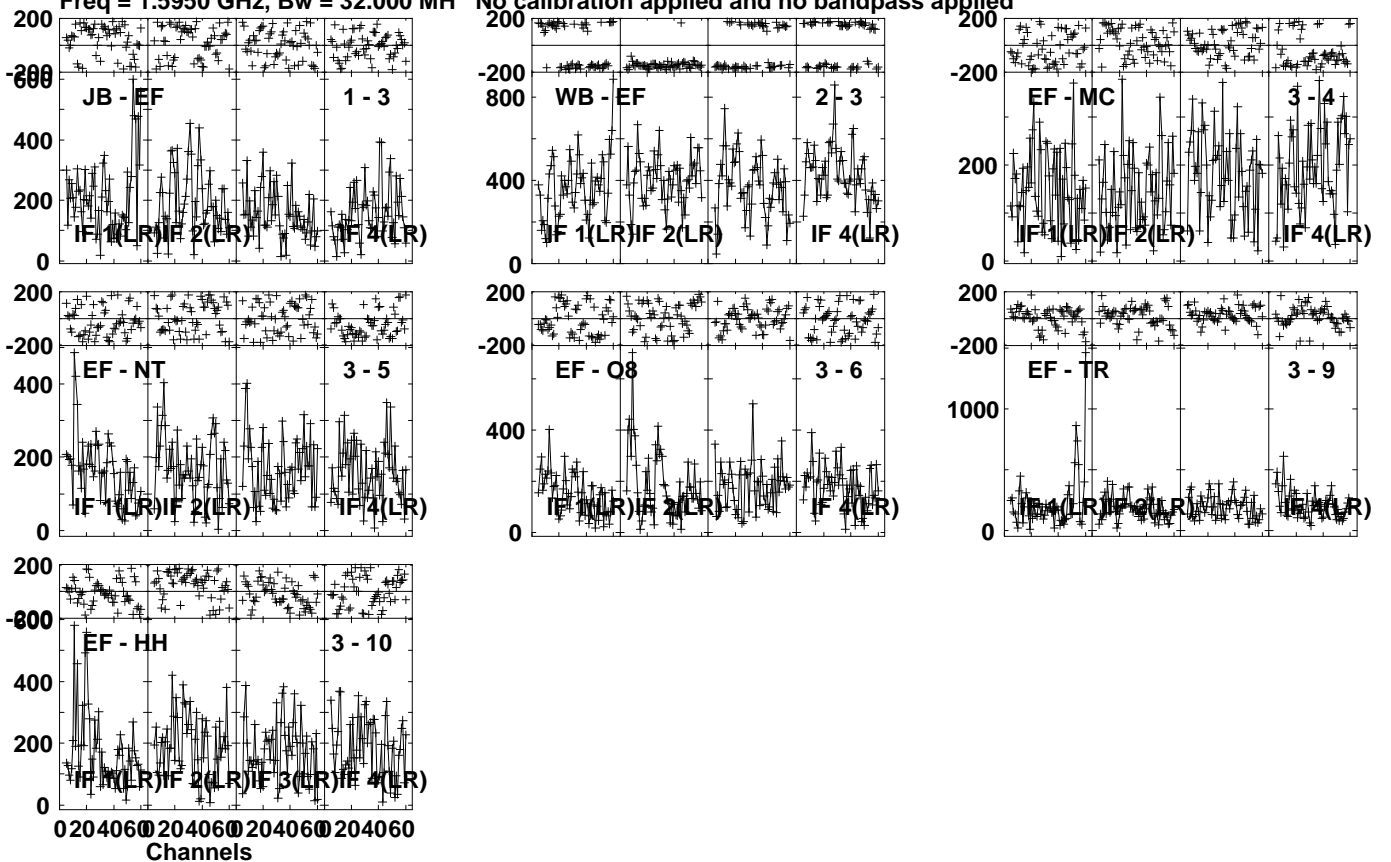 Freq = 1.5950 GHz, Bw = 32.000 MH No calibration applied and no bandpass applied
200
-200
600
400
200
0
JB - EF
1 - 3
IF 1(LR)
IF 2(LR)
IF 4(LR)
200
-200
800
400
0
WB - EF
2 - 3
IF 1(LR)
IF 2(LR)
IF 4(LR)
200
-200
200
0
EF - MC
3 - 4
IF 1(LR)
IF 2(LR)
IF 4(LR)
200
-200
400
200
0
EF - NT
3 - 5
IF 1(LR)
IF 2(LR)
IF 4(LR)
200
-200
400
0
EF - O8
3 - 6
IF 1(LR)
IF 2(LR)
IF 4(LR)
200
-200
1000
0
EF - TR
3 - 9
IF 1(LR)
IF 2(LR)
IF 4(LR)
200
-200
600
400
200
0
EF - HH
3 - 10
IF 1(LR)
IF 2(LR)
IF 3(LR)
IF 4(LR)
0 20 40 60 0 20 40 60 0 20 40 60 0 20 40 60
Channels